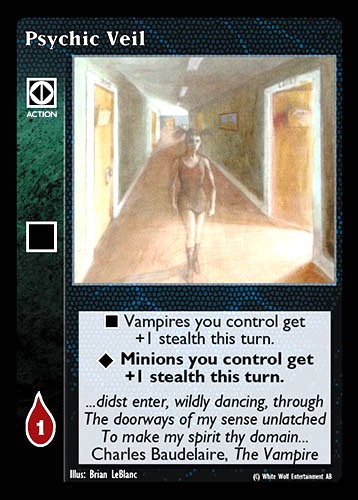 Psychic Veil
ACTION
Vampires you control get
+1 stealth this turn.
Minions you control get
+1 stealth this turn.
...didst enter, wildly dancing, through
The doorways of my sense unlatched
To make my spirit thy domain...
Charles Baudelaire, The Vampire
1
Illus: Brian LeBlanc
(C) White Wolf Entertainment AB